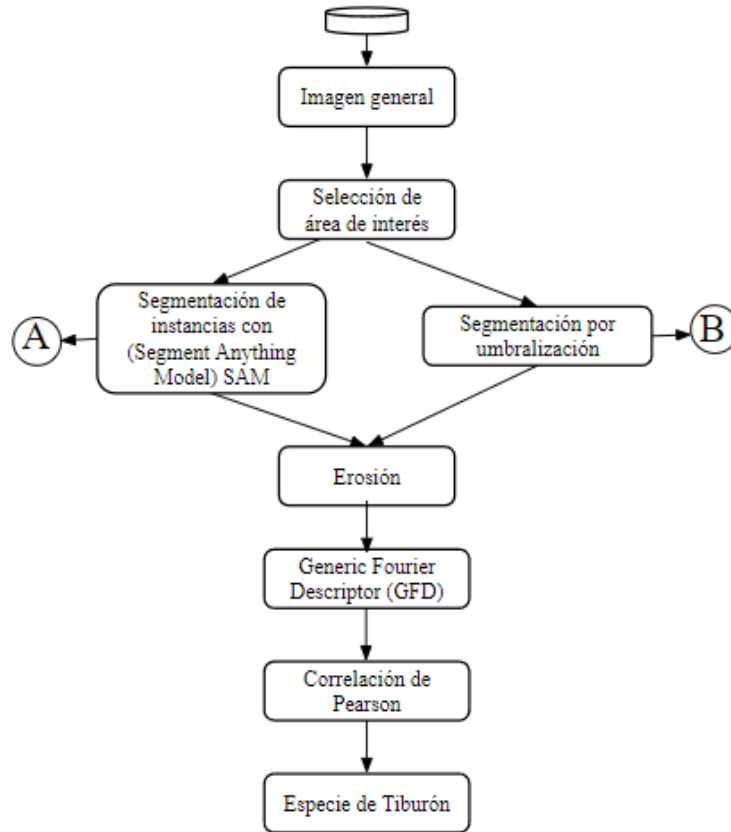 Imagen general
Selección de
área de interés
Segmentación de
instancias con
(Segment Anything
Model) SAM
A
Segmentación por
umbralización
B
Erosión
Generic Fourier
Descriptor (GFD)
Correlación de
Pearson
Especie de Tiburón